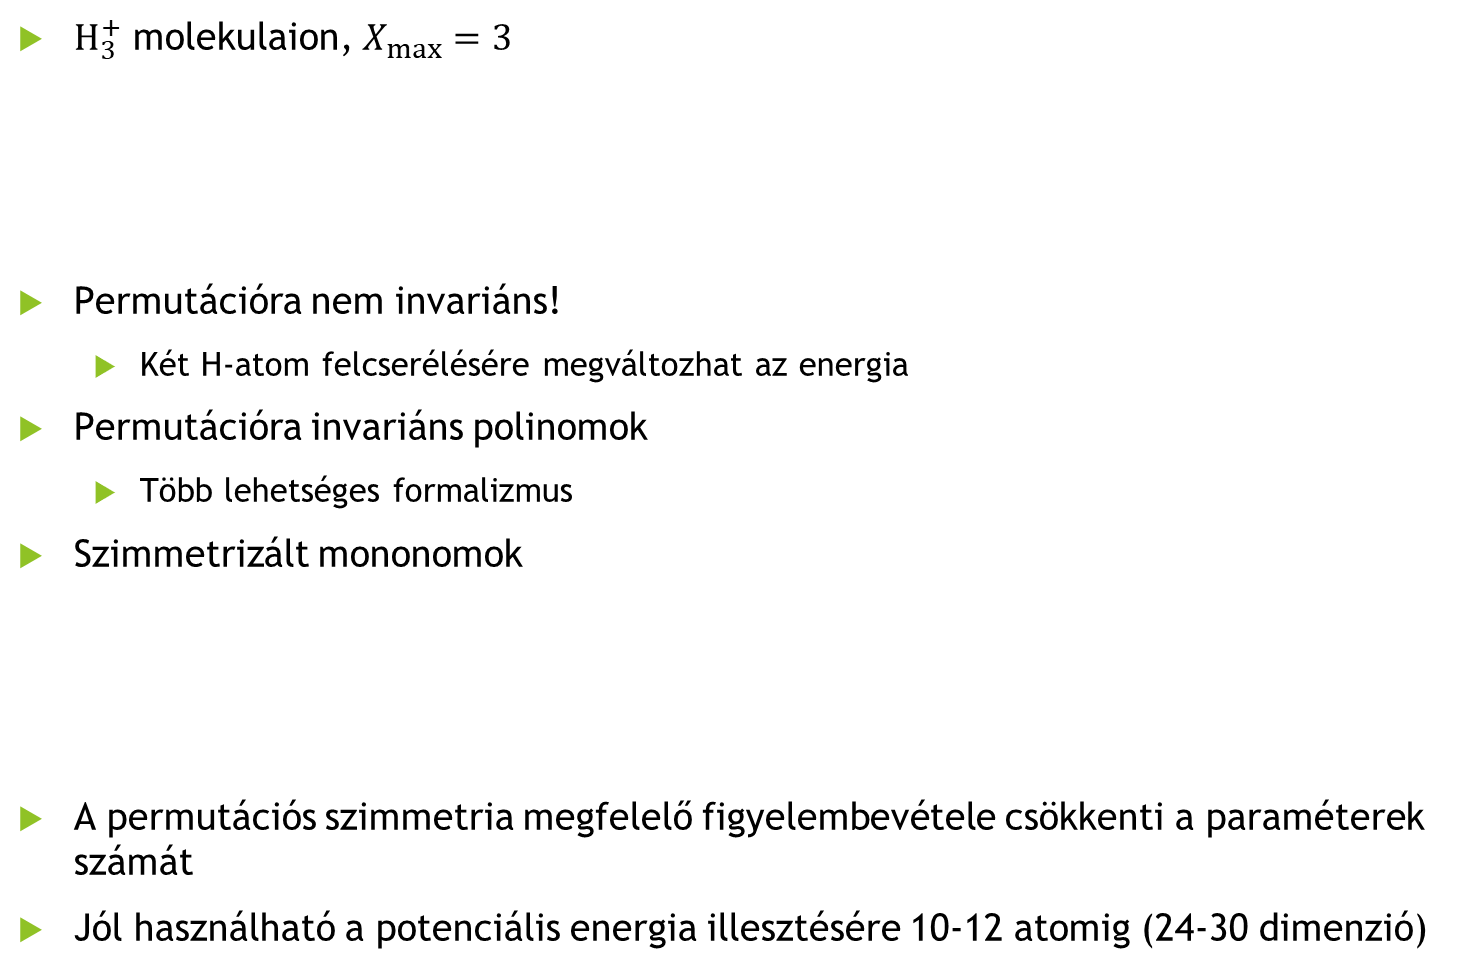 H₃⁺ molekulaion, X_max = 3
Permutációra nem invariáns!
Két H-atom felcserélésére megváltozhat az energia
Permutációra invariáns polinomok
Több lehetséges formalizmus
Szimmetrizált mononomok
A permutációs szimmetria megfelelő figyelembevétele csökkenti a paraméterek
számát
Jól használható a potenciális energia illesztésére 10-12 atomig (24-30 dimenzió)